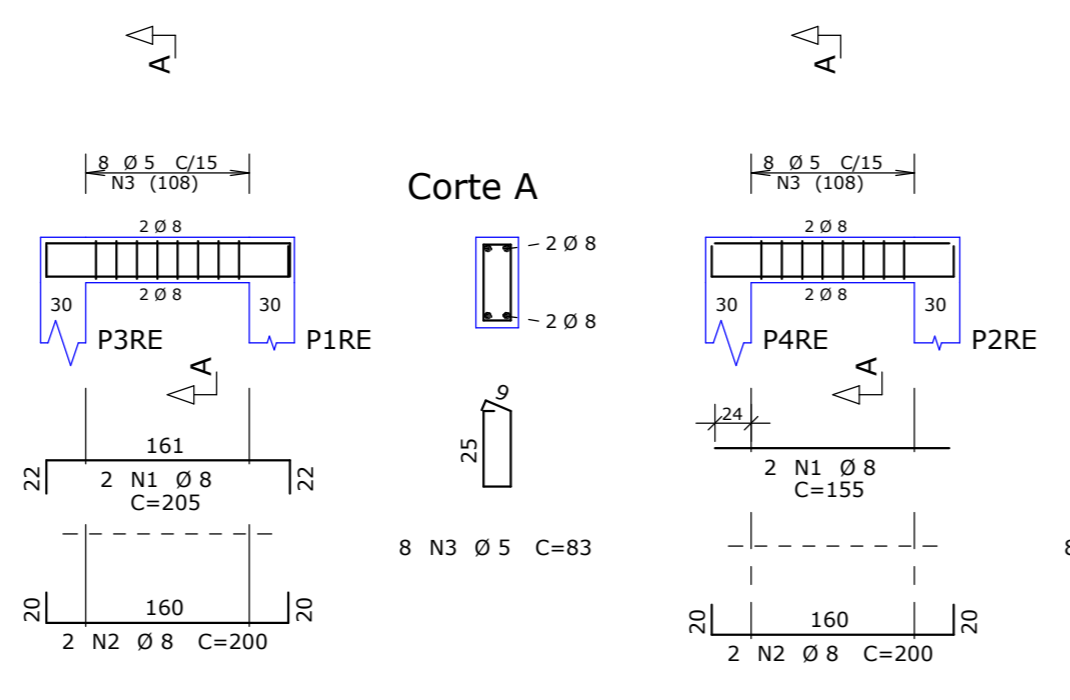 A
8 Ø 5 C/15
N3 (108)
2 Ø 8
2 Ø 8
30
30
P3RE
P1RE
A
161
22
22
2 N1 Ø 8
C=205
160
20
20
2 N2 Ø 8 C=200
Corte A
2 Ø 8
2 Ø 8
9
25
8 N3 Ø 5 C=83
A
8 Ø 5 C/15
N3 (108)
2 Ø 8
2 Ø 8
30
30
P4RE
P2RE
A
24
2 N1 Ø 8
C=155
160
20
20
2 N2 Ø 8 C=200